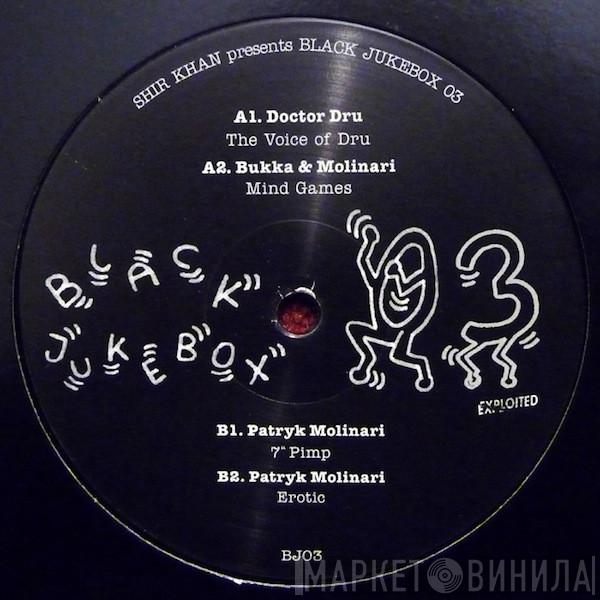 SHIR KHAN presents BLACK JUKEBOX 03
A1. Doctor Dru
The Voice of Dru
A2. Bukka & Molinari
Mind Games
BLACK
JUKEBOX
03
EXPLOITED
B1. Patryk Molinari
7" Pimp
B2. Patryk Molinari
Erotic
BJ03
МАРКЕТ ВИНИЛА